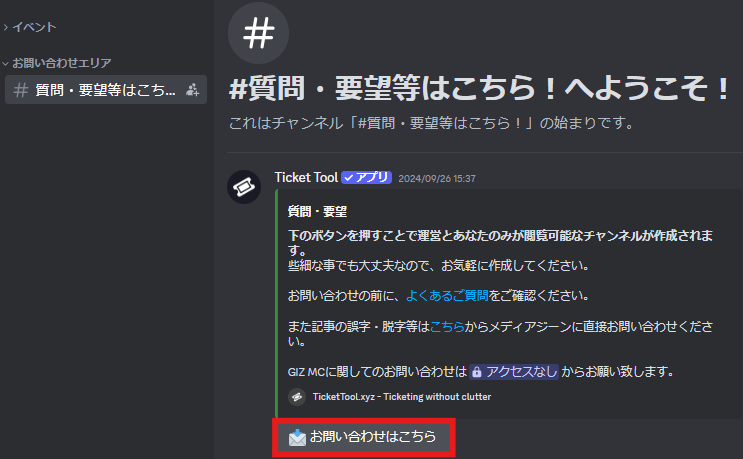 イベント
お問い合わせエリア
質問・要望等はこち...
#質問・要望等はこちら！へようこそ！
これはチャンネル「#質問・要望等はこちら！」の始まりです。
Ticket Tool ✓ アプリ 2024/09/26 15:37
質問・要望
下のボタンを押すことで運営とあなたのみが閲覧可能なチャンネルが作成されま
す。
些細な事でも大丈夫なので、お気軽に作成してください。
お問い合わせの前に、よくあるご質問をご確認ください。
また記事の誤字・脱字等はこちらからメディアジーンに直接お問い合わせくださ
い。
GIZ MCに関してのお問い合わせは アクセスなし からお願い致します。
TicketTool.xyz - Ticketing without clutter
お問い合わせはこちら